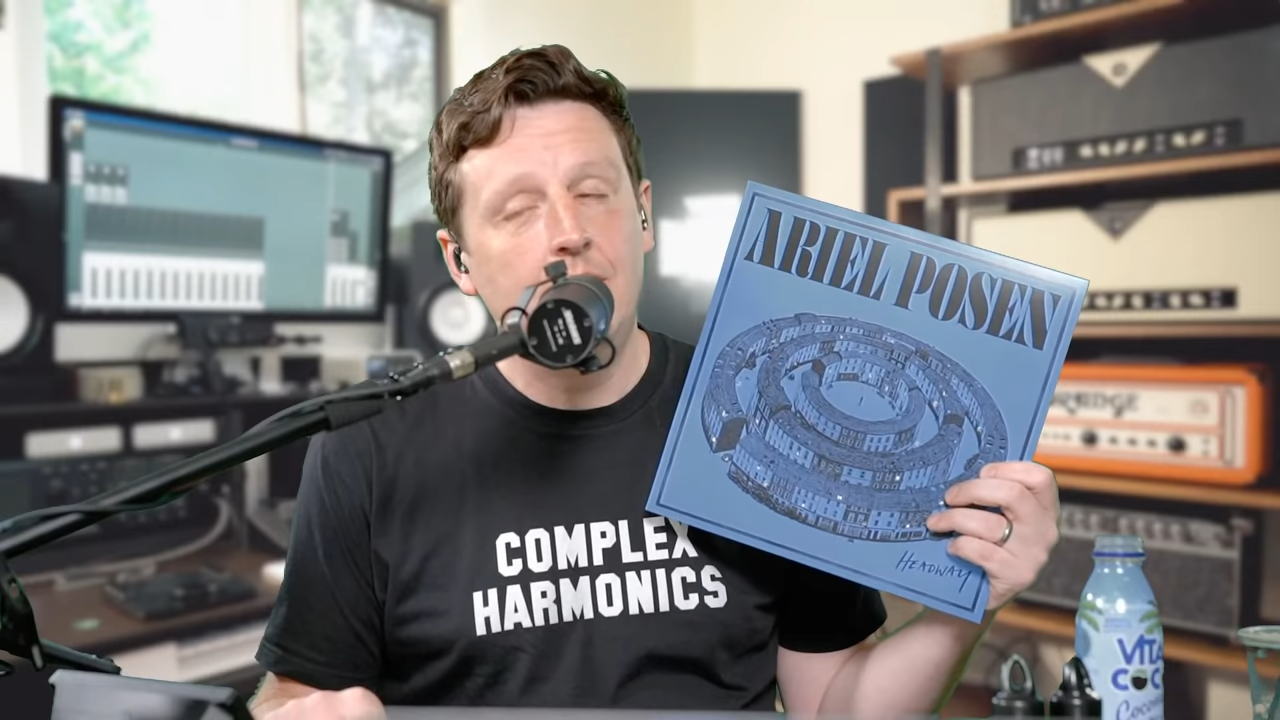 ARIEL POSEN
HEADWAY
COMPLEX
HARMONICS
VITA
COCO